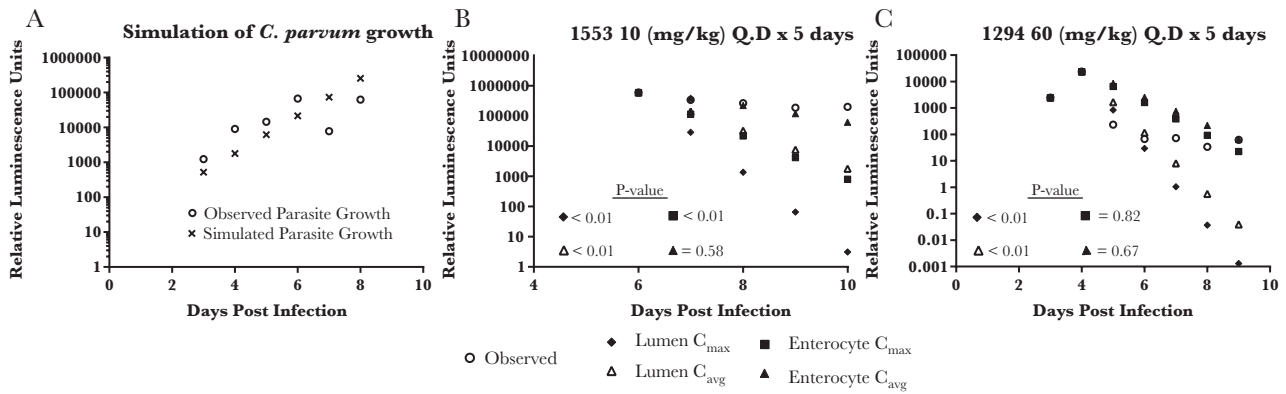 A
Simulation of C. parvum growth
Relative Luminescence Units
1000000
100000
10000
1000
100
10
1
0 2 4 6 8 10
Days Post Infection
Observed Parasite Growth
Simulated Parasite Growth
B
1553 10 (mg/kg) Q.D x 5 days
Relative Luminescence Units
10000000
1000000
100000
10000
1000
100
10
1
4 6 8 10
Days Post Infection
P-value
< 0.01 < 0.01
< 0.01 = 0.58
C
1294 60 (mg/kg) Q.D x 5 days
Relative Luminescence Units
100000
10000
1000
100
10
1
0.1
0.01
0.001
0 2 4 6 8 10
Days Post Infection
P-value
< 0.01 = 0.82
< 0.01 = 0.67
Observed
Lumen Cmax
Enterocyte Cmax
Lumen Cavg
Enterocyte Cavg